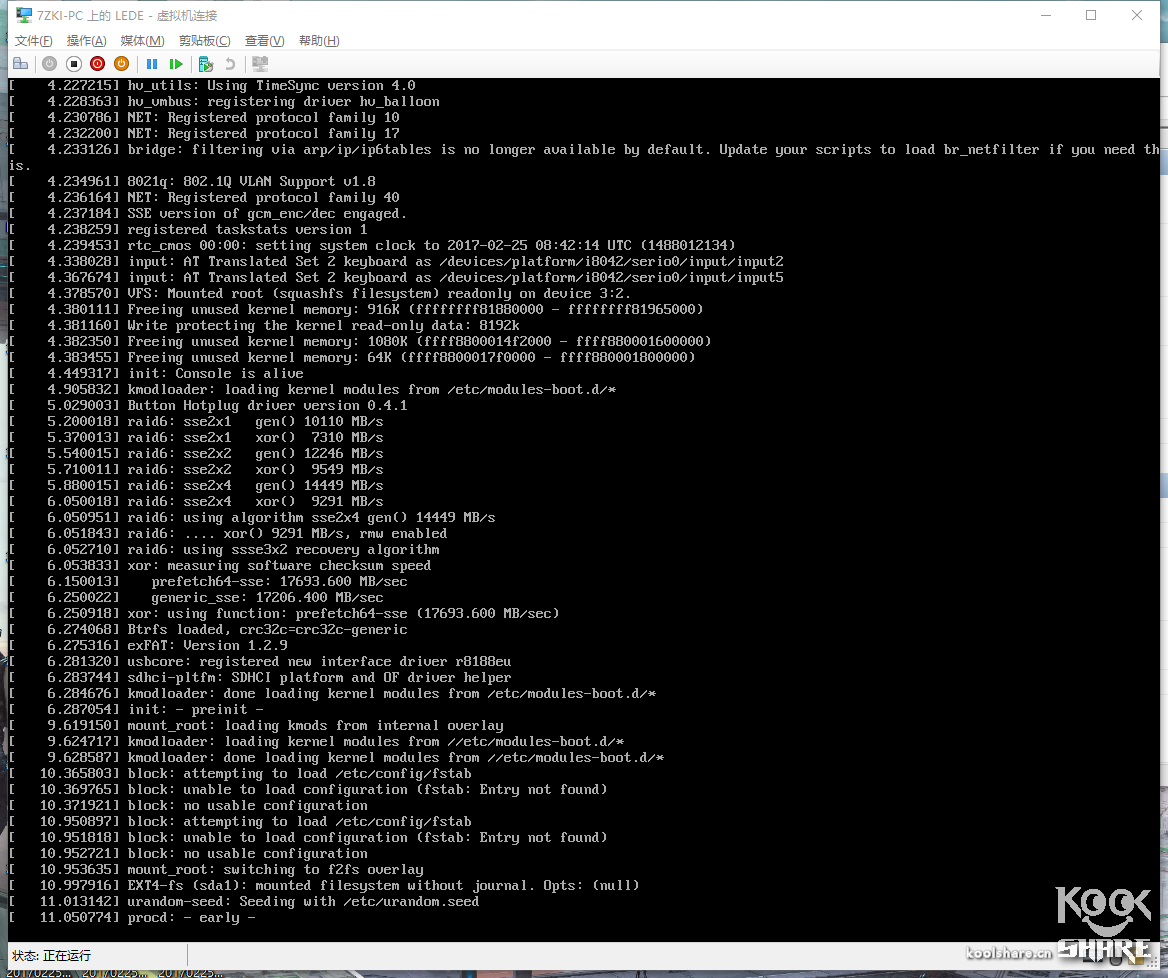 7ZKI-PC 上的 LEDE - 虚拟机连接
文件(F) 操作(A) 媒体(M) 剪贴板(C) 查看(V) 帮助(H)
[    4.227215] hv_utils: Using TimeSync version 4.0
[    4.228363] hv_vmbus: registering driver hv_balloon
[    4.230786] NET: Registered protocol family 10
[    4.232200] NET: Registered protocol family 17
[    4.233126] bridge: filtering via arp/ip/ip6tables is no longer available by default. Update your scripts to load br_netfilter if you need th
is.
[    4.234961] 8021q: 802.1Q VLAN Support v1.8
[    4.236164] NET: Registered protocol family 40
[    4.237184] SSE version of gcm_enc/dec engaged.
[    4.238259] registered taskstats version 1
[    4.239453] rtc_cmos 00:00: setting system clock to 2017-02-25 08:42:14 UTC (1488012134)
[    4.338028] input: AT Translated Set 2 keyboard as /devices/platform/i8042/serio0/input/input2
[    4.367674] input: AT Translated Set 2 keyboard as /devices/platform/i8042/serio0/input/input5
[    4.378570] VFS: Mounted root (squashfs filesystem) readonly on device 3:2.
[    4.380111] Freeing unused kernel memory: 916K (ffffffff81880000 - ffffffff81965000)
[    4.381160] Write protecting the kernel read-only data: 8192k
[    4.382350] Freeing unused kernel memory: 1080K (ffff8800014f2000 - ffff880001600000)
[    4.383455] Freeing unused kernel memory: 64K (ffff8800017f0000 - ffff880001800000)
[    4.449317] init: Console is alive
[    4.905832] kmodloader: loading kernel modules from /etc/modules-boot.d/*
[    5.029003] Button Hotplug driver version 0.4.1
[    5.200018] raid6: sse2x1   gen() 10110 MB/s
[    5.370013] raid6: sse2x1   xor()  7310 MB/s
[    5.540015] raid6: sse2x2   gen() 12246 MB/s
[    5.710011] raid6: sse2x2   xor()  9549 MB/s
[    5.880015] raid6: sse2x4   gen() 14449 MB/s
[    6.050018] raid6: sse2x4   xor()  9291 MB/s
[    6.050951] raid6: using algorithm sse2x4 gen() 14449 MB/s
[    6.051843] raid6: .... xor() 9291 MB/s, rmw enabled
[    6.052710] raid6: using ssse3x2 recovery algorithm
[    6.053833] xor: measuring software checksum speed
[    6.150013]    prefetch64-sse: 17693.600 MB/sec
[    6.250022]    generic_sse: 17206.400 MB/sec
[    6.250918] xor: using function: prefetch64-sse (17693.600 MB/sec)
[    6.274068] Btrfs loaded, crc32c=crc32c-generic
[    6.275316] exFAT: Version 1.2.9
[    6.281320] usbcore: registered new interface driver r8188eu
[    6.283744] sdhci-pltfm: SDHCI platform and OF driver helper
[    6.284676] kmodloader: done loading kernel modules from /etc/modules-boot.d/*
[    6.287054] init: - preinit -
[    9.619150] mount_root: loading kmods from internal overlay
[    9.624717] kmodloader: loading kernel modules from //etc/modules-boot.d/*
[    9.628587] kmodloader: done loading kernel modules from //etc/modules-boot.d/*
[   10.365803] block: attempting to load /etc/config/fstab
[   10.369765] block: unable to load configuration (fstab: Entry not found)
[   10.371921] block: no usable configuration
[   10.950897] block: attempting to load /etc/config/fstab
[   10.951818] block: unable to load configuration (fstab: Entry not found)
[   10.952721] block: no usable configuration
[   10.953635] mount_root: switching to f2fs overlay
[   10.997916] EXT4-fs (sda1): mounted filesystem without journal. Opts: (null)
[   11.013142] urandom-seed: Seeding with /etc/urandom.seed
[   11.050774] procd: - early -
状态: 正在运行
koolshare.cn
KOOL
SHARE
20170225... 20170225... 20170225...